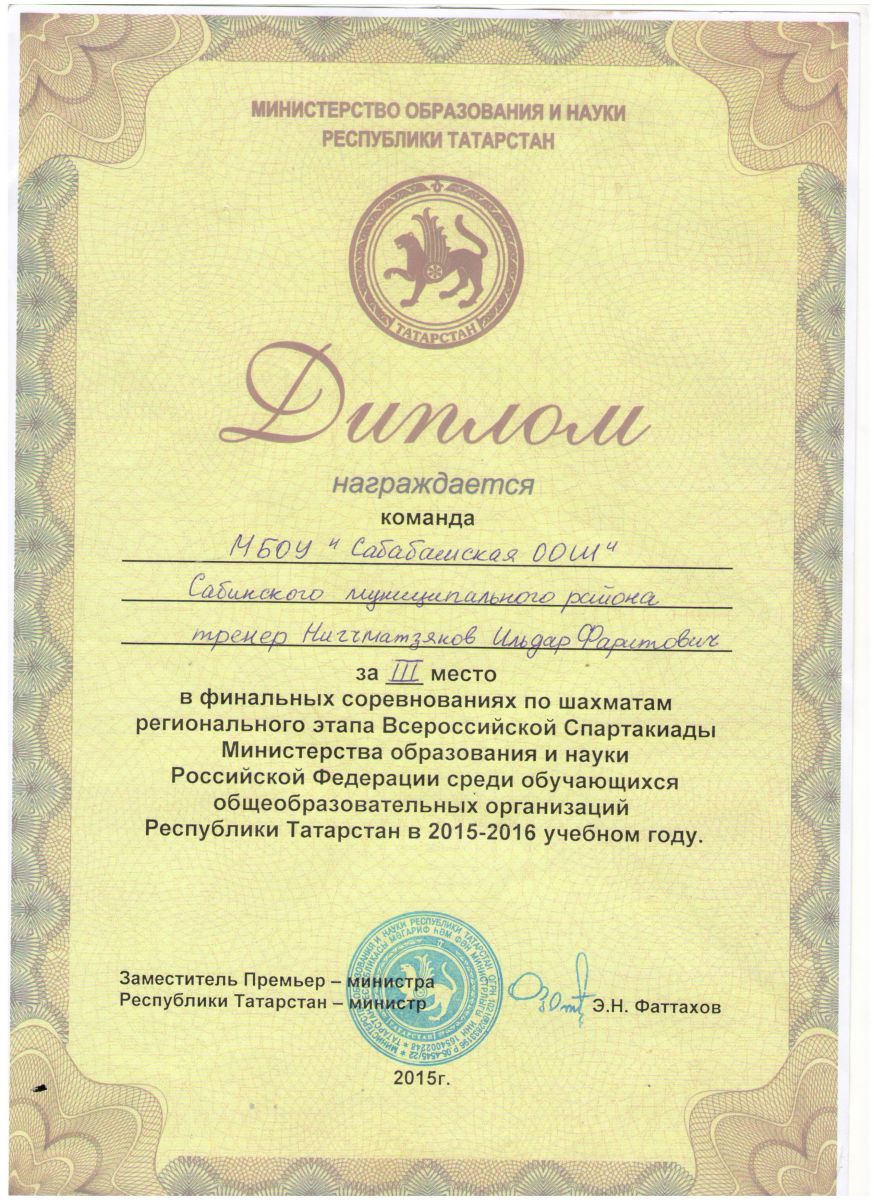 МИНИСТЕРСТВО ОБРАЗОВАНИЯ И НАУКИ
РЕСПУБЛИКИ ТАТАРСТАН
ТАТАРСТАН
Диплом
награждается
команда
МБОУ "Сабабашская ООШ"
Сабинского муниципального района
тренер Нигъматзянов Ильдар Фаритович
за III место
в финальных соревнованиях по шахматам
регионального этапа Всероссийской Спартакиады
Министерства образования и науки
Российской Федерации среди обучающихся
общеобразовательных организаций
Республики Татарстан в 2015-2016 учебном году.
Заместитель Премьер – министра
Республики Татарстан – министр
Э.Н. Фаттахов
2015г.